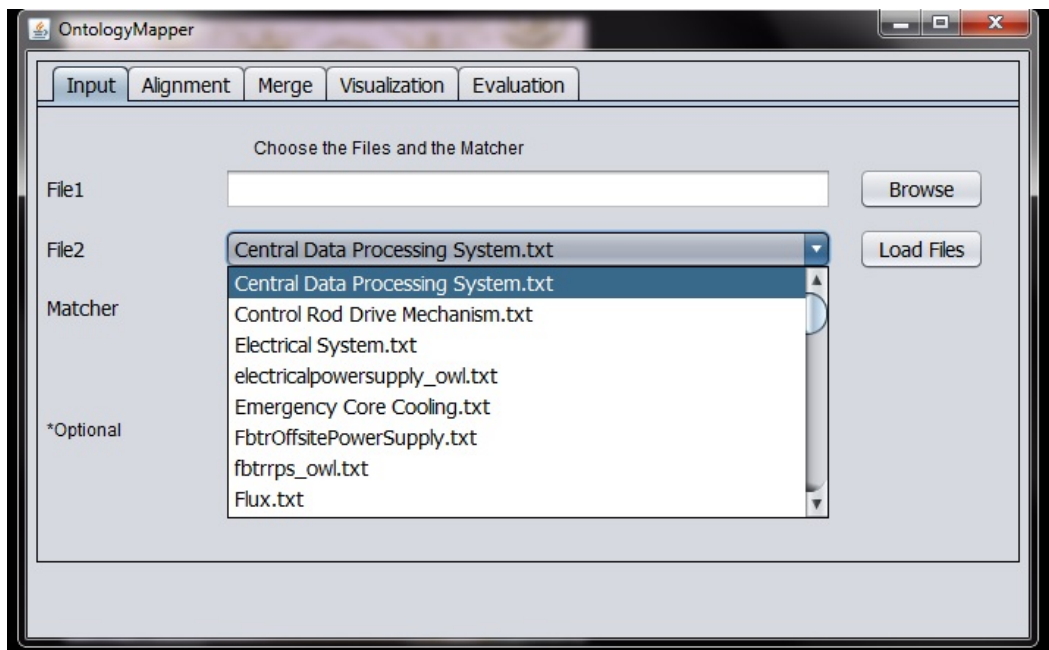 OntologyMapper
Input Alignment Merge Visualization Evaluation
Choose the Files and the Matcher
File1 Browse
File2 Central Data Processing System.txt Load Files
Central Data Processing System.txt
Matcher Control Rod Drive Mechanism.txt
Electrical System.txt
electricalpowersupply_owl.txt
Emergency Core Cooling.txt
*Optional FbtrOffsitePowerSupply.txt
fbtrrps_owl.txt
Flux.txt